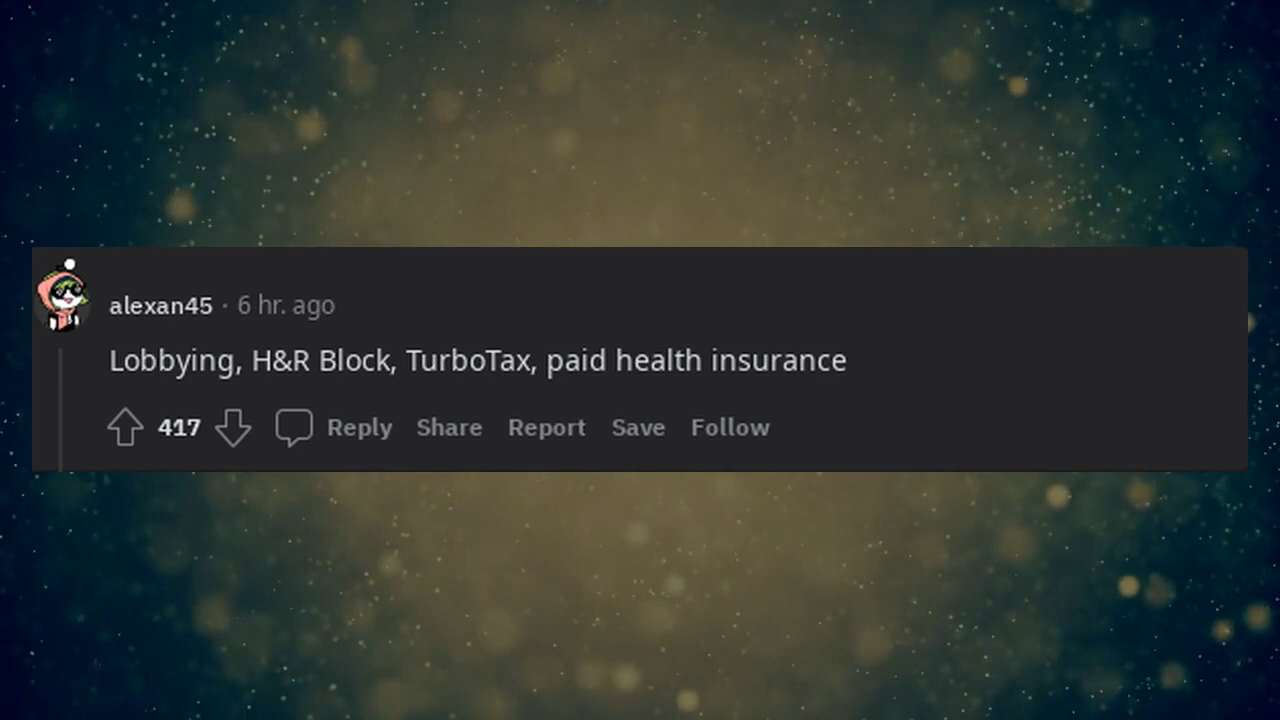 alexan45 · 6 hr. ago
Lobbying, H&R Block, TurboTax, paid health insurance
417 Reply Share Report Save Follow